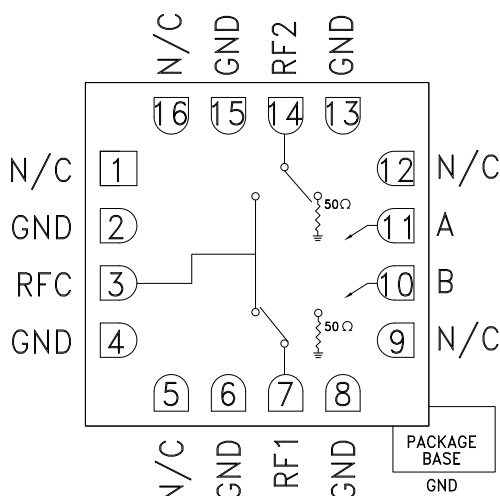 N/C GND RF2 GND
16 15 14 13
N/C 1 12 N/C
50Ω
GND 2 11 A
RFC 3 10 B
50 Ω
GND 4 9 N/C
5 6 7 8
N/C GND RF1 GND
PACKAGE
BASE
GND